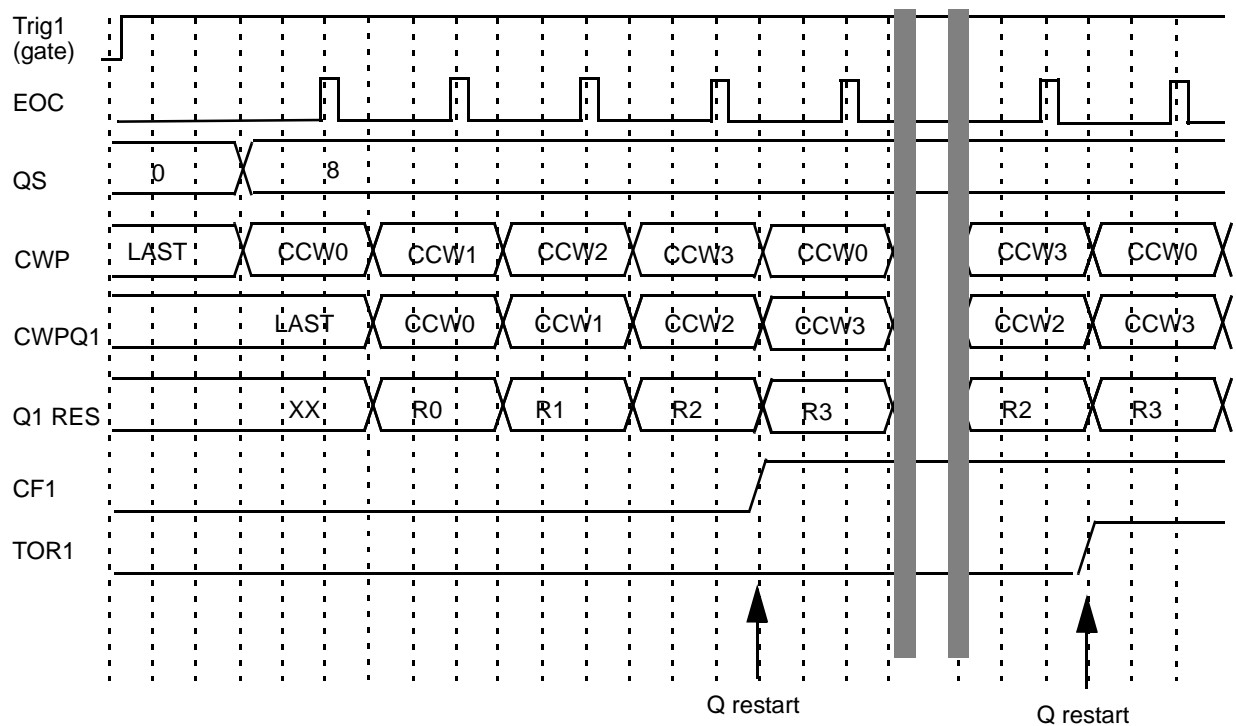 Trig1
(gate)
EOC
QS 0 8
CWP LAST CCW0 CCW1 CCW2 CCW3 CCW0 CCW3 CCW0
CWPQ1 LAST CCW0 CCW1 CCW2 CCW3 CCW2 CCW3
Q1 RES XX R0 R1 R2 R3 R2 R3
CF1
TOR1
Q restart Q restart